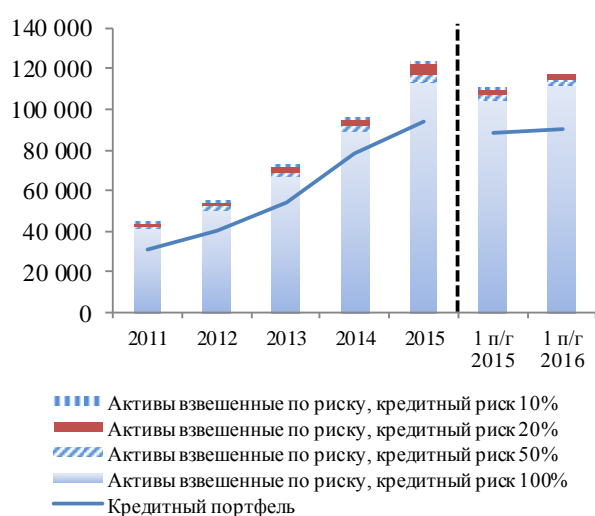 140 000
120 000
100 000
80 000
60 000
40 000
20 000
0
2011 2012 2013 2014 2015 1 п/г 1 п/г
2015 2016
Активы взвешенные по риску, кредитный риск 10%
Активы взвешенные по риску, кредитный риск 20%
Активы взвешенные по риску, кредитный риск 50%
Активы взвешенные по риску, кредитный риск 100%
Кредитный портфель